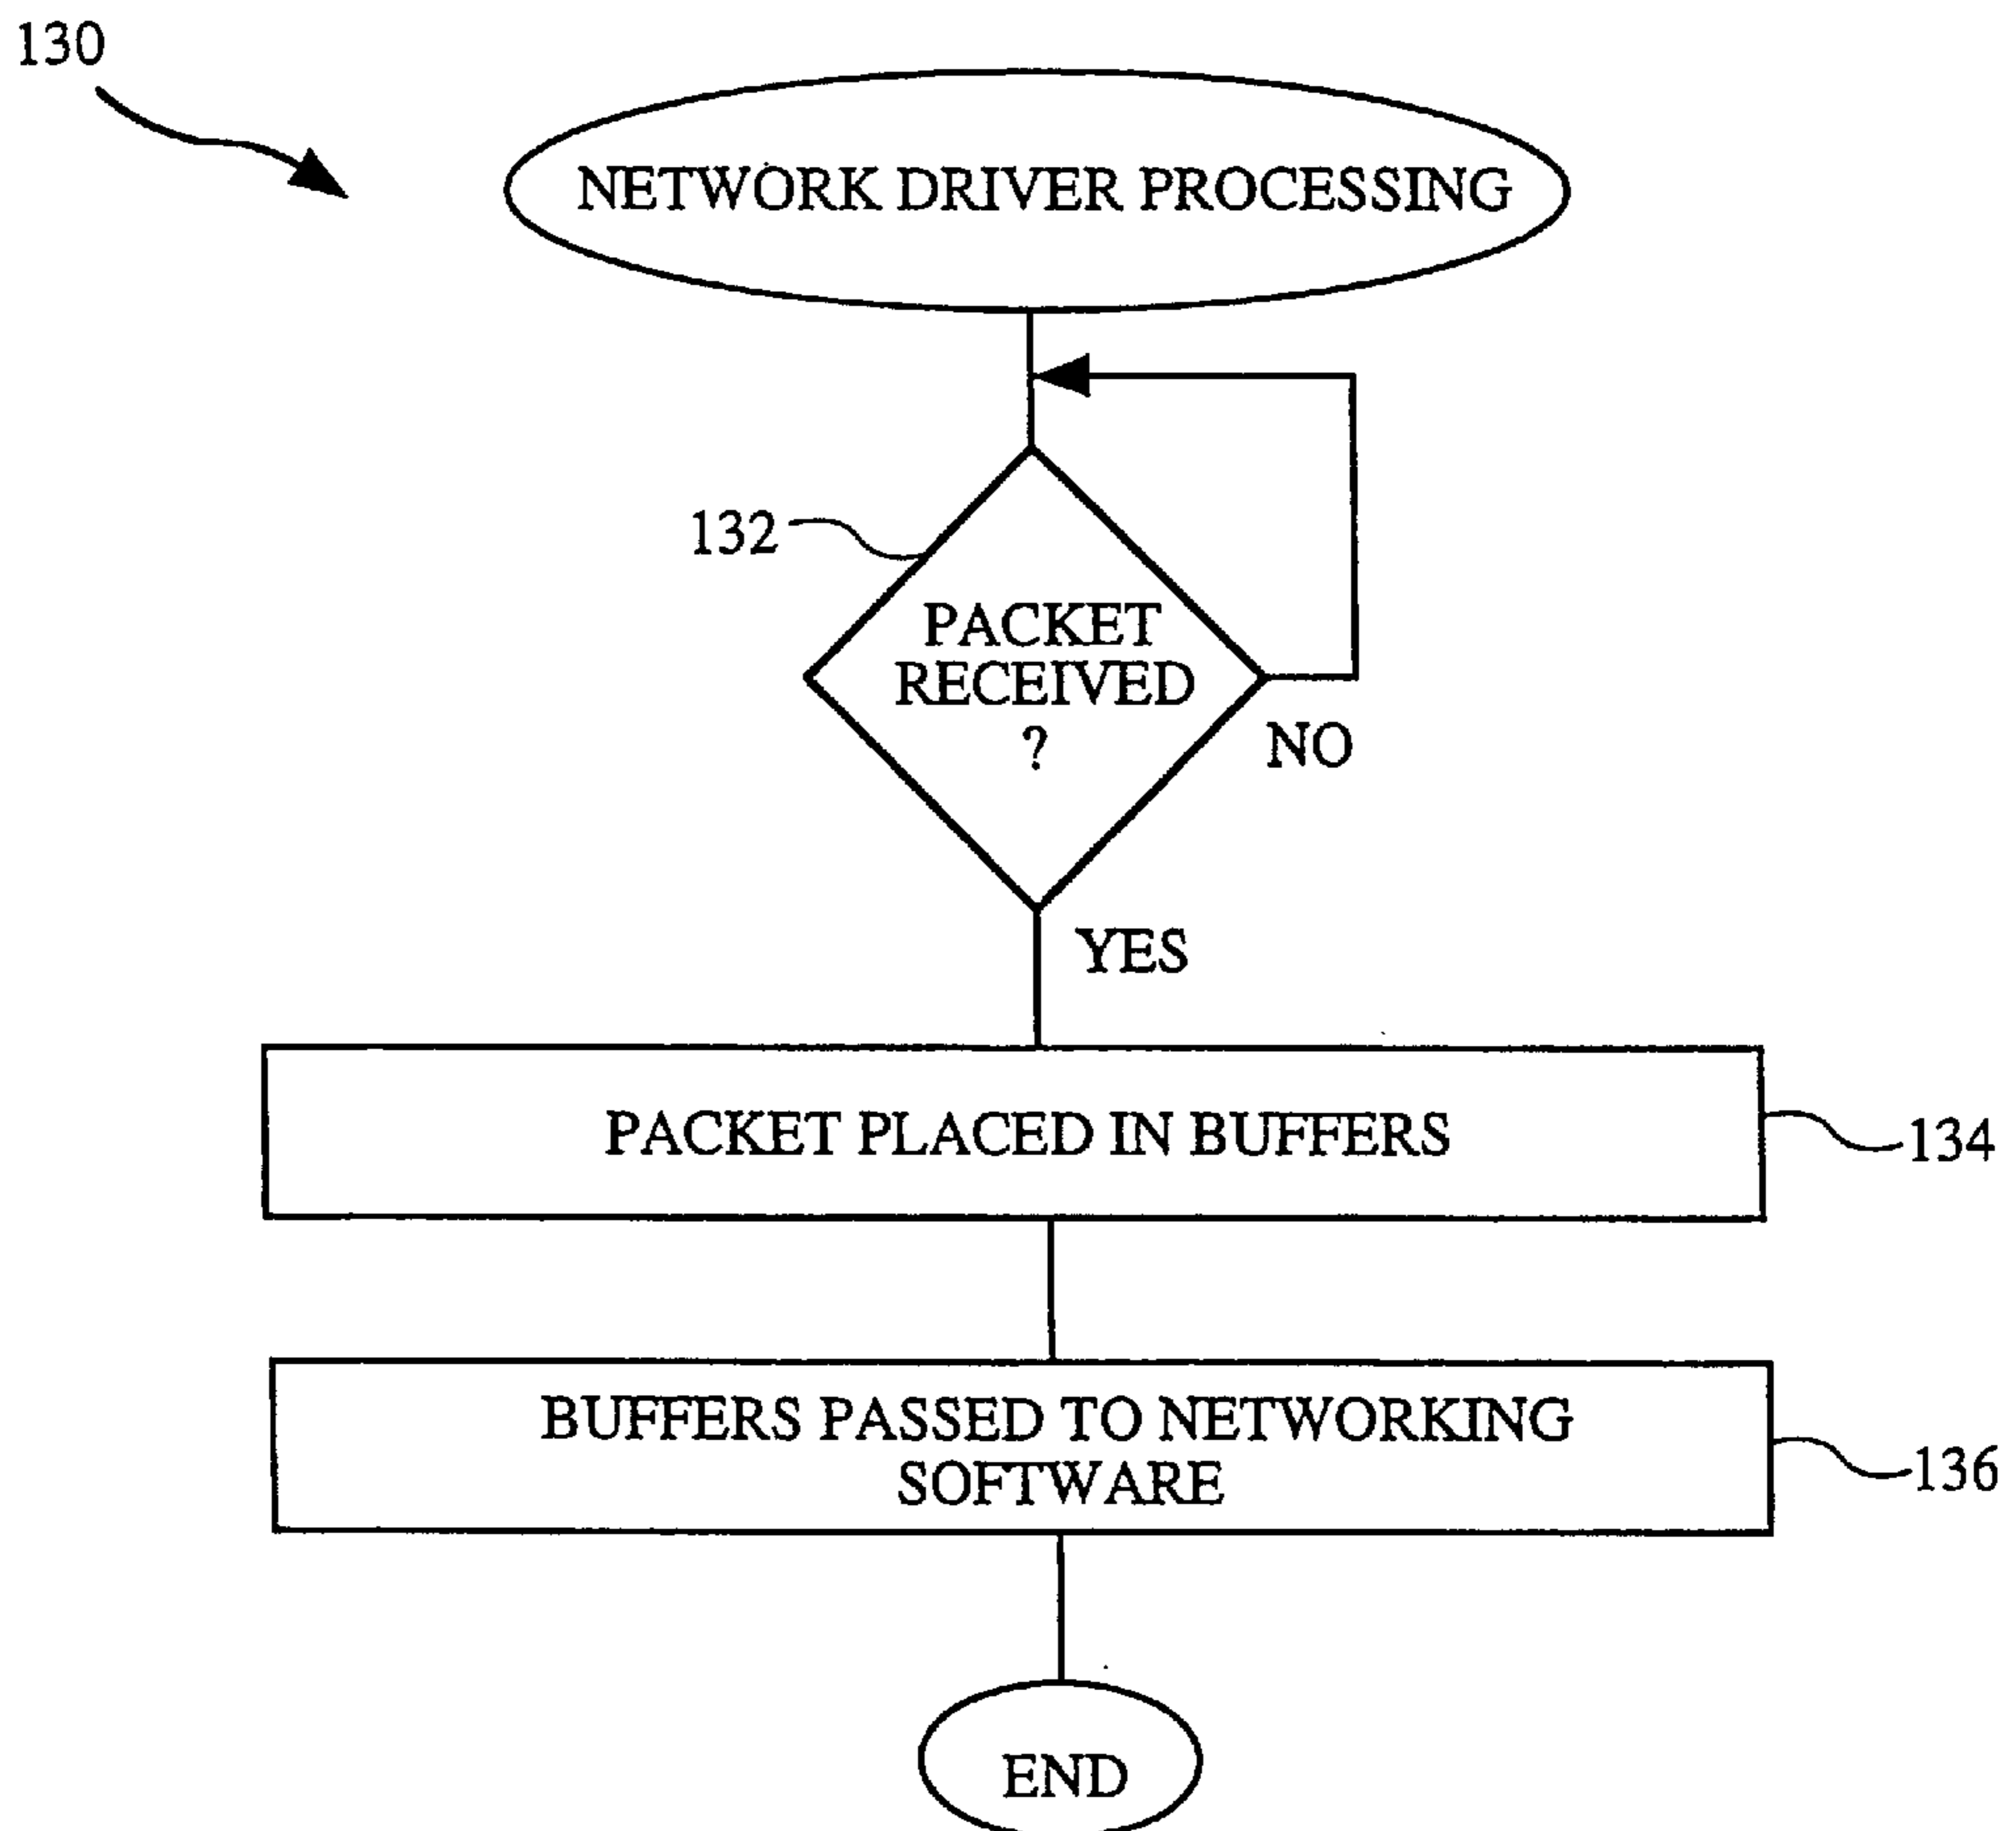 130
NETWORK DRIVER PROCESSING
132
PACKET
RECEIVED
?
NO
YES
PACKET PLACED IN BUFFERS
134
BUFFERS PASSED TO NETWORKING
SOFTWARE
136
END